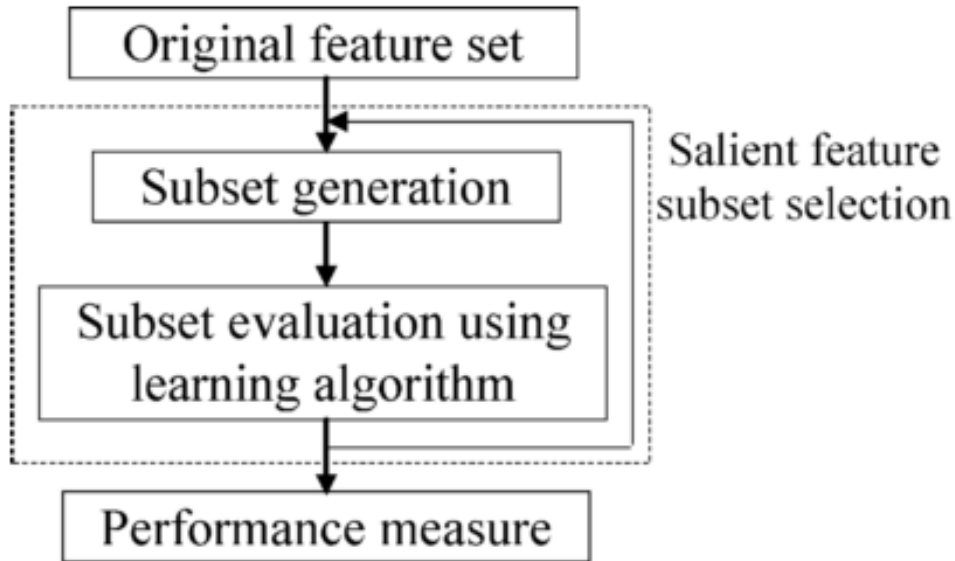 Original feature set
Subset generation
Salient feature
subset selection
Subset evaluation using
learning algorithm
Performance measure